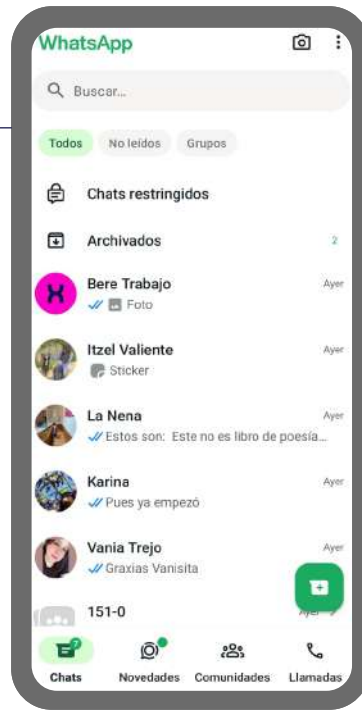 WhatsApp
Buscar...
Todos No leídos Grupos
Chats restringidos
Archivados 2
Bere Trabajo Ayer
Foto
Itzel Valiente Ayer
Sticker
La Nena Ayer
Estos son: Este no es libro de poesía...
Karina Ayer
Pues ya empezó
Vania Trejo Ayer
Graxias Vanisita
151-0 Ayer
7
Chats Novedades Comunidades Llamadas